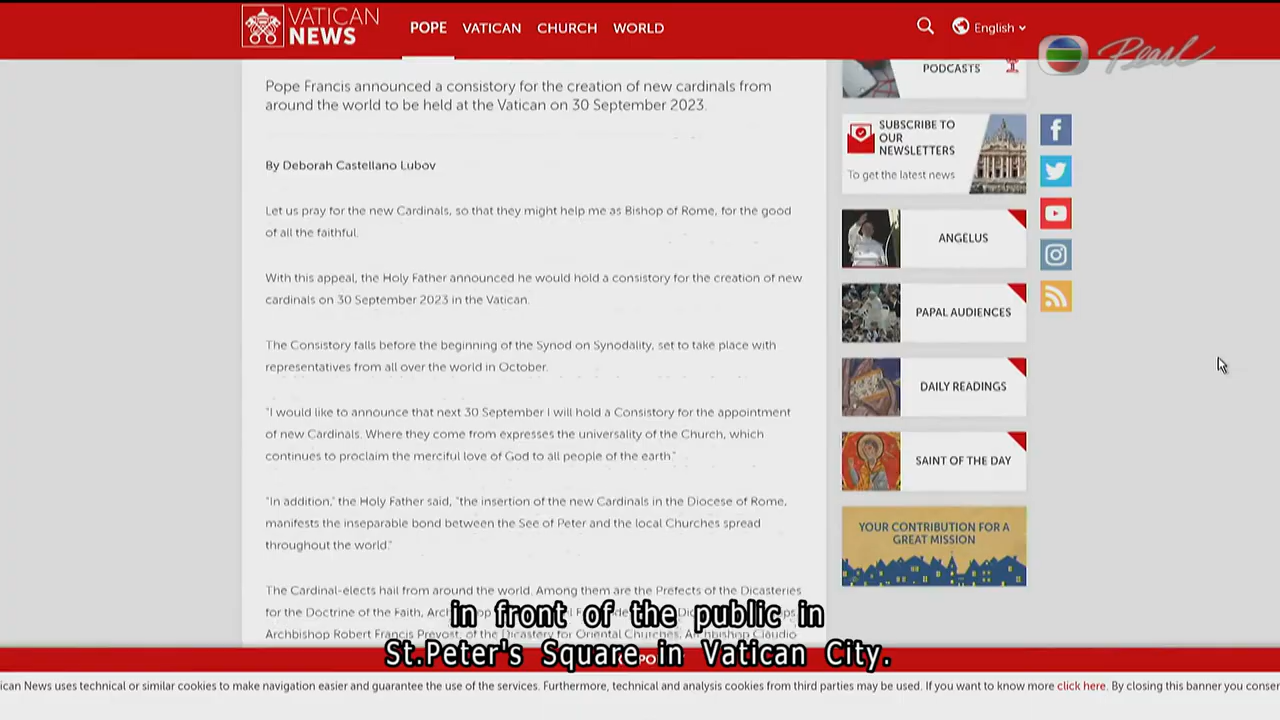 VATICAN
NEWS
POPE
VATICAN
CHURCH
WORLD
English
Pearl
Pope Francis announced a consistory for the creation of new cardinals from
around the world to be held at the Vatican on 30 September 2023.
By Deborah Castellano Lubov
Let us pray for the new Cardinals, so that they might help me as Bishop of Rome, for the good
of all the faithful.
With this appeal, the Holy Father announced he would hold a consistory for the creation of new
cardinals on 30 September 2023 in the Vatican.
The Consistory falls before the beginning of the Synod on Synodality, set to take place with
representatives from all over the world in October.
"I would like to announce that next 30 September I will hold a Consistory for the appointment
of new Cardinals. Where they come from expresses the universality of the Church, which
continues to proclaim the merciful love of God to all people of the earth."
"In addition," the Holy Father said, "the insertion of the new Cardinals in the Diocese of Rome,
manifests the inseparable bond between the See of Peter and the local Churches spread
throughout the world."
The Cardinal-elects hail from around the world. Among them are the Prefects of the Dicasteries
for the Doctrine of the Faith,
Archbishop Robert Francis Prevost, of the Dicastery for Oriental Churches, Archbishop Claudio
PODCASTS
SUBSCRIBE TO
OUR
NEWSLETTERS
To get the latest news
ANGELUS
PAPAL AUDIENCES
DAILY READINGS
SAINT OF THE DAY
YOUR CONTRIBUTION FOR A
GREAT MISSION
in front of the public in
St.Peter's Square in Vatican City.
ican News uses technical or similar cookies to make navigation easier and guarantee the use of the services. Furthermore, technical and analysis cookies from third parties may be used. If you want to know more click here. By closing this banner you conser